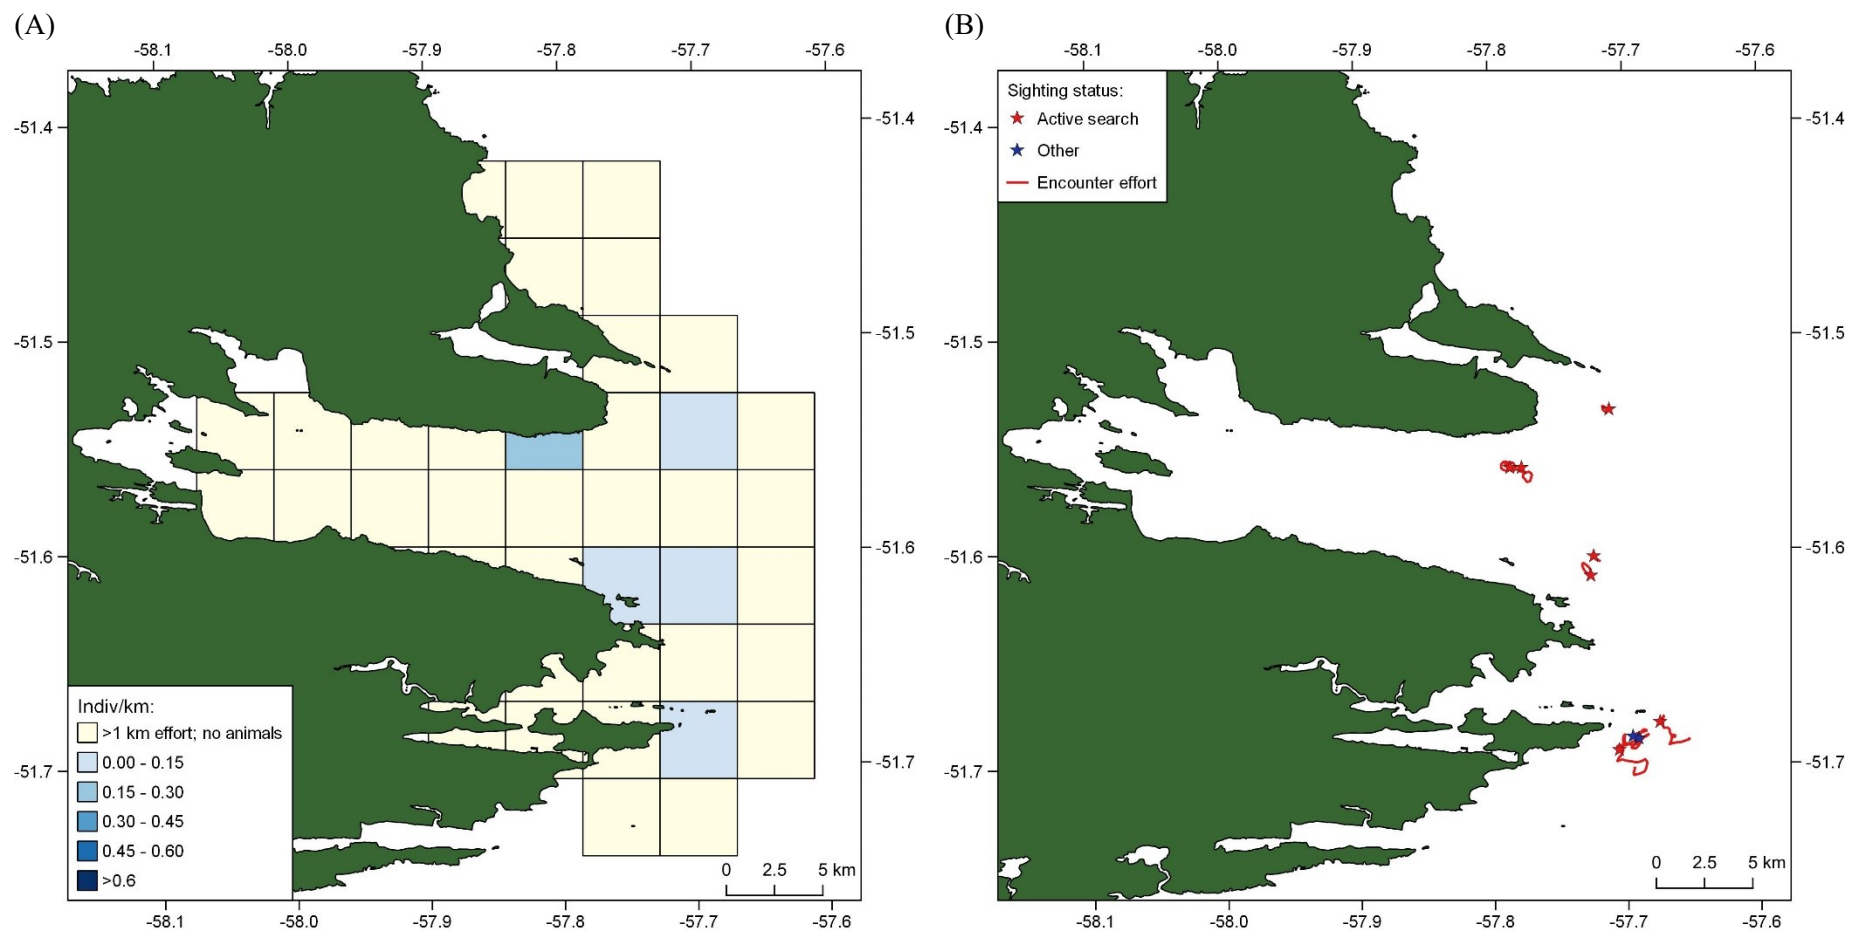 (A)
(B)
-58.1 -58.0 -57.9 -57.8 -57.7 -57.6
-58.1 -58.0 -57.9 -57.8 -57.7 -57.6
-51.4
-51.5
-51.6
-51.7
-51.4
-51.5
-51.6
-51.7
Indiv/km:
>1 km effort; no animals
0.00 - 0.15
0.15 - 0.30
0.30 - 0.45
0.45 - 0.60
>0.6
0 2.5 5 km
-58.1 -58.0 -57.9 -57.8 -57.7 -57.6
Sighting status:
Active search
Other
Encounter effort
-51.4
-51.5
-51.6
-51.7
-51.4
-51.5
-51.6
-51.7
0 2.5 5 km
-58.1 -58.0 -57.9 -57.8 -57.7 -57.6